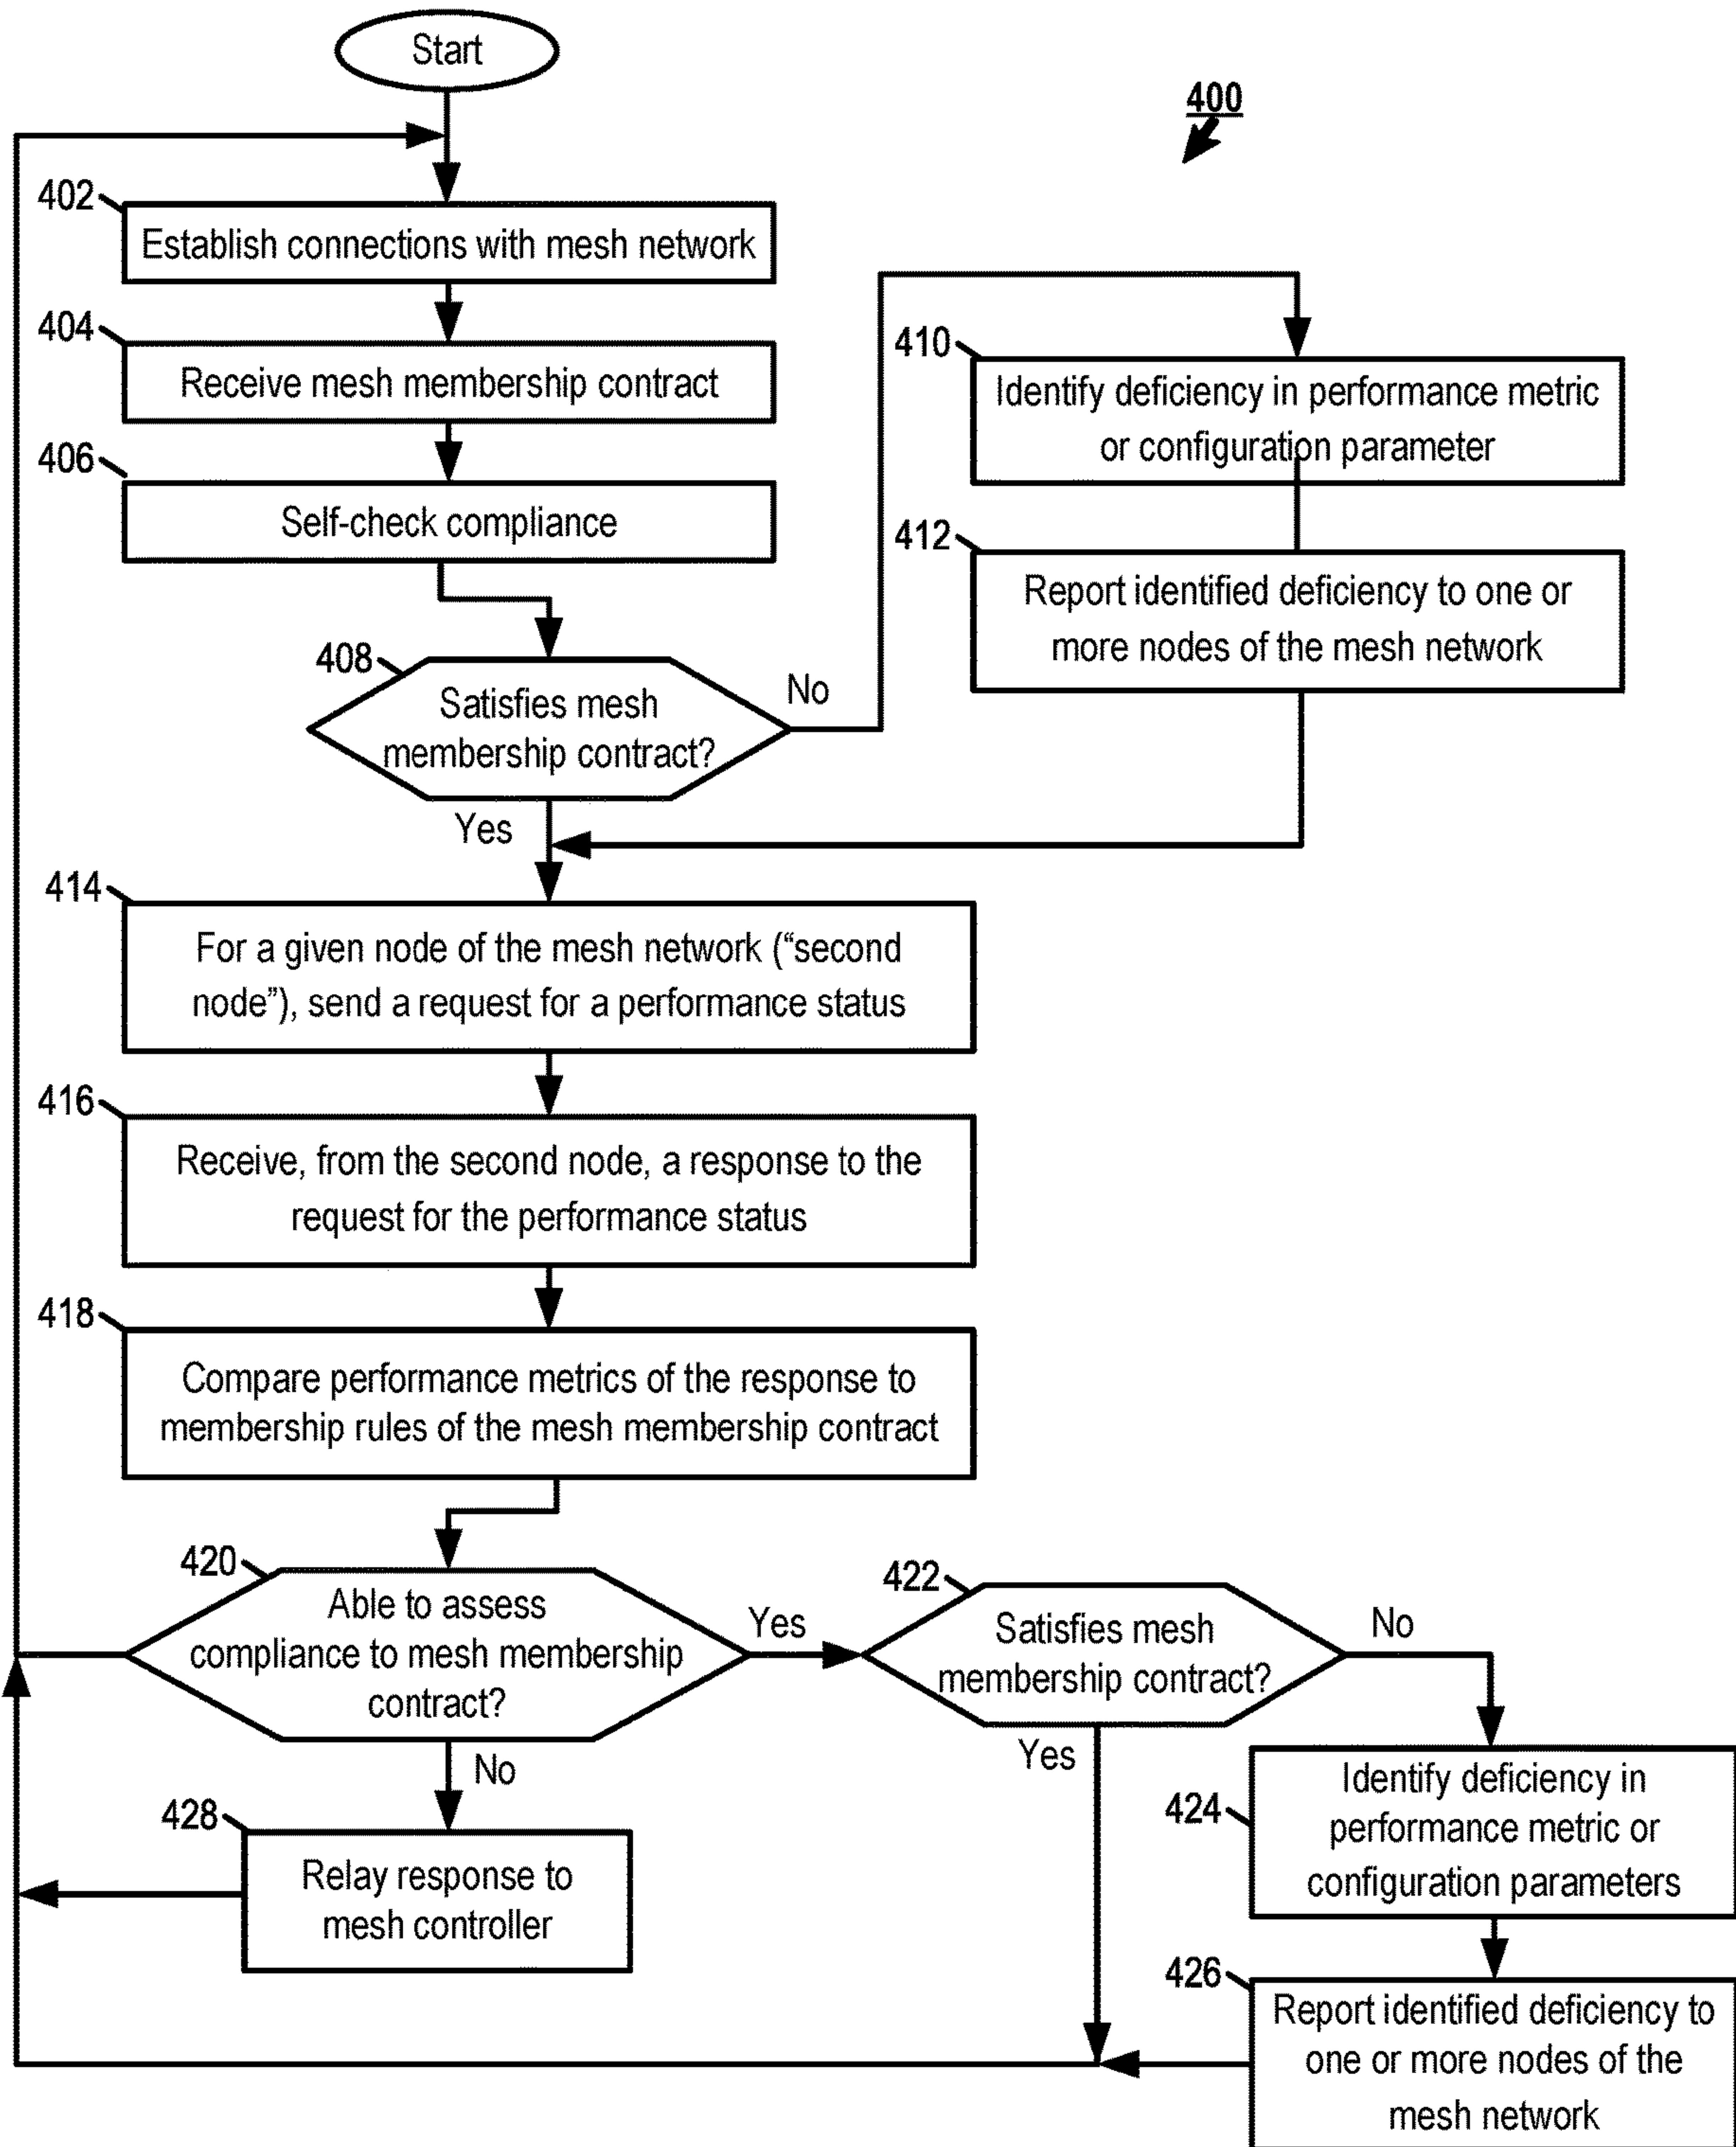 Start
400
402
Establish connections with mesh network
404
Receive mesh membership contract
406
Self-check compliance
408
Satisfies mesh
membership contract?
No
Yes
410
Identify deficiency in performance metric
or configuration parameter
412
Report identified deficiency to one or
more nodes of the mesh network
414
For a given node of the mesh network (“second
node”), send a request for a performance status
416
Receive, from the second node, a response to the
request for the performance status
418
Compare performance metrics of the response to
membership rules of the mesh membership contract
420
Able to assess
compliance to mesh membership
contract?
Yes
No
422
Satisfies mesh
membership contract?
No
Yes
424
Identify deficiency in
performance metric or
configuration parameters
426
Report identified deficiency to
one or more nodes of the
mesh network
428
Relay response to
mesh controller